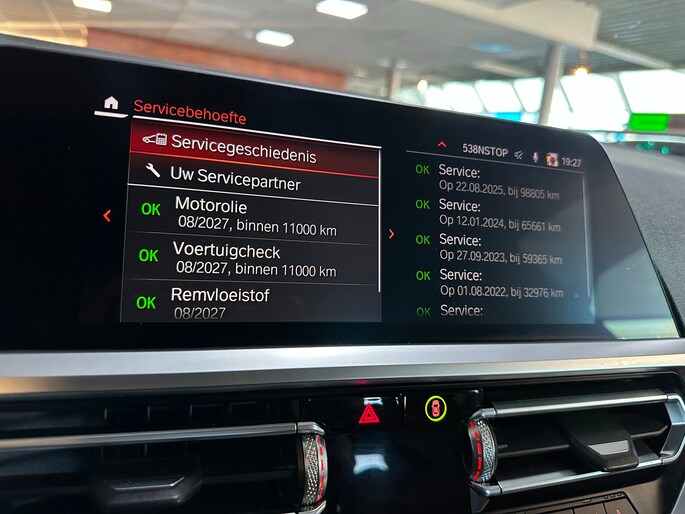 Servicebehoefte
538NSTOP 19:27
Servicegeschiedenis
Uw Servicepartner
OK Motorolie
08/2027, binnen 11000 km
OK Voertuigcheck
08/2027, binnen 11000 km
OK Remvloeistof
08/2027
OK Service:
Op 22.08.2025, bij 98805 km
OK Service:
Op 12.01.2024, bij 65661 km
OK Service:
Op 27.09.2023, bij 59365 km
OK Service:
Op 01.08.2022, bij 32976 km
OK Service: